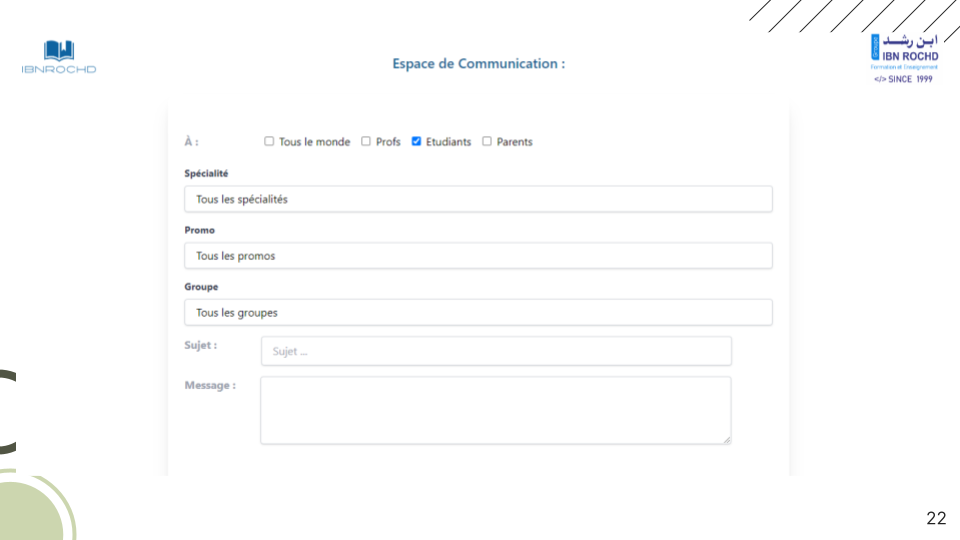 IBNROCHD
Espace de Communication :
Groupe
ابن رشد
IBN ROCHD
Formation et Enseignement
</> SINCE 1999
À :
Tous le monde
Profs
Etudiants
Parents
Spécialité
Tous les spécialités
Promo
Tous les promos
Groupe
Tous les groupes
Sujet :
Sujet ...
Message :
22